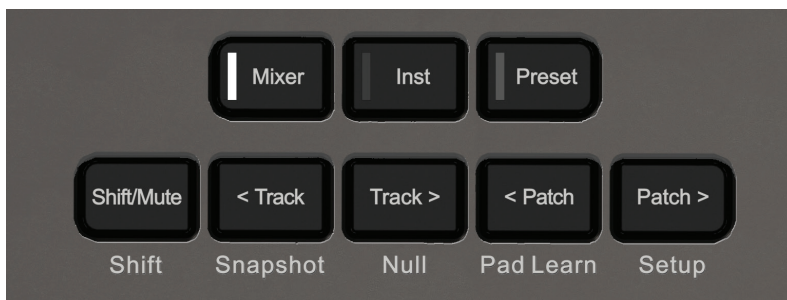 Mixer Inst Preset
Shift/Mute < Track Track > < Patch Patch >
Shift Snapshot Null Pad Learn Setup